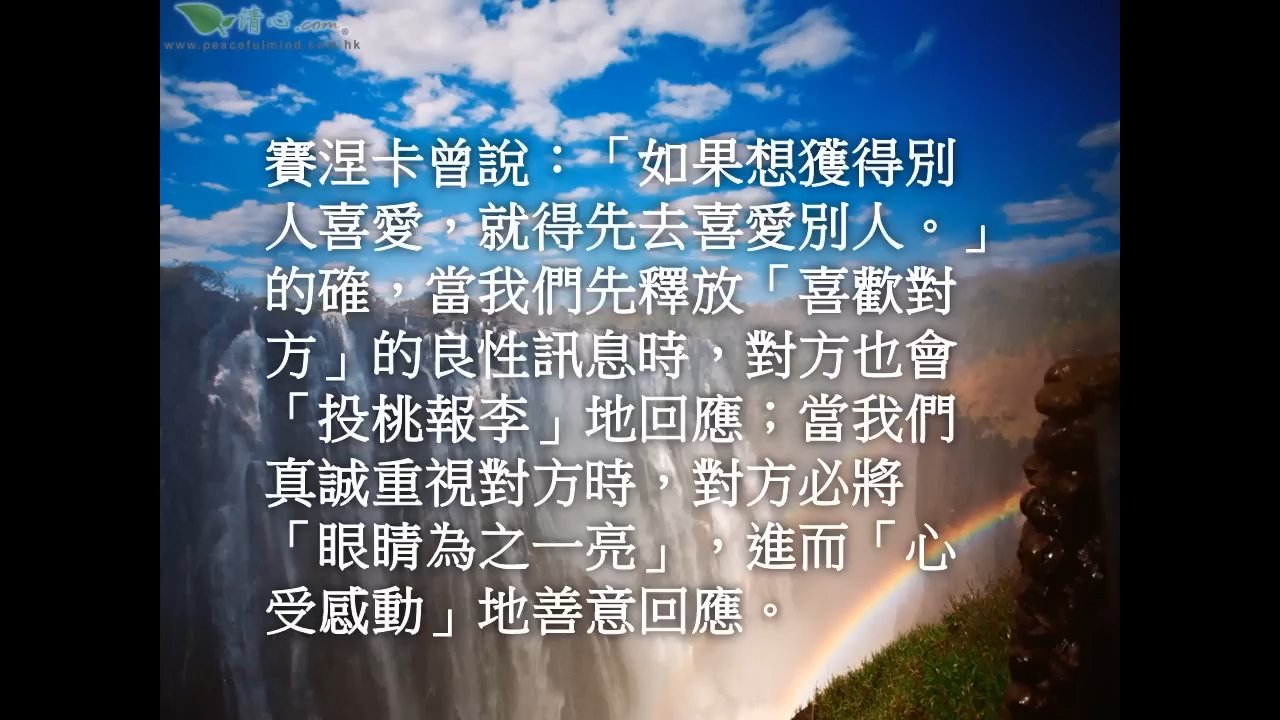 清心.com®
www.peacefulmind.com.hk
賽涅卡曾說：「如果想獲得別
人喜愛，就得先去喜愛別人。」
的確，當我們先釋放「喜歡對
方」的良性訊息時，對方也會
「投桃報李」地回應；當我們
真誠重視對方時，對方必將
「眼睛為之一亮」，進而「心
受感動」地善意回應。